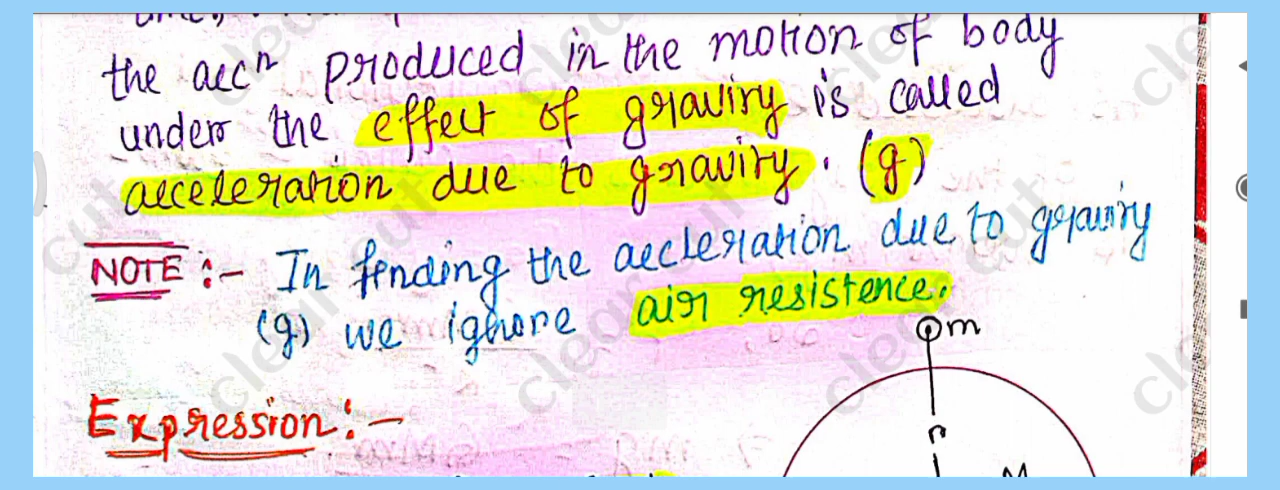 the accn produced in the motion of body
under the effect of gravity is called
acceleration due to gravity. (g)
NOTE :- In finding the accleration due to gravity
(g) we ignore air resistence.
m
Expression :-
r
M